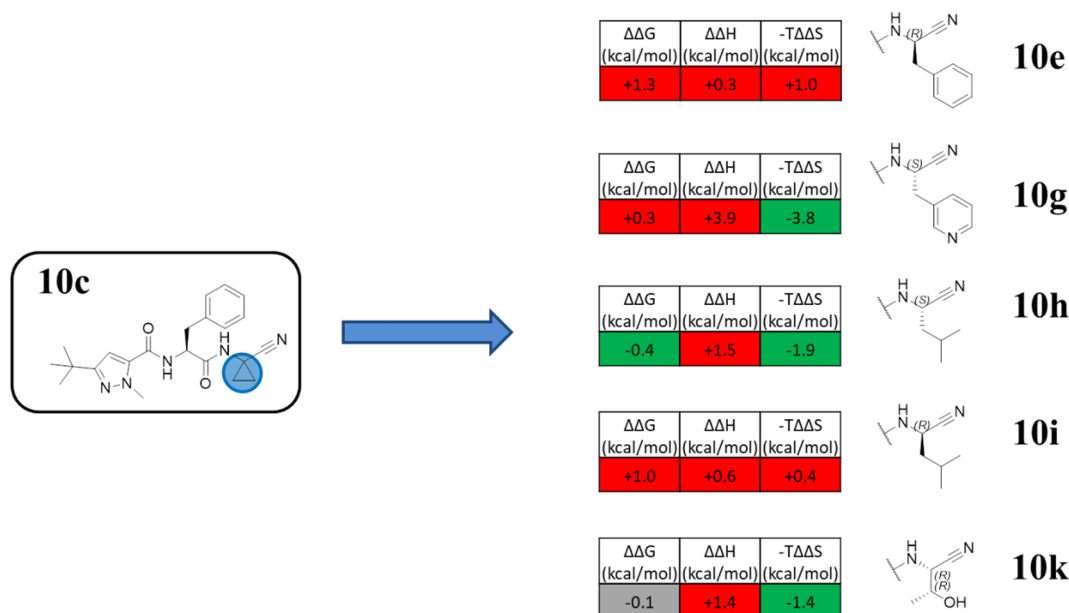 ΔΔG ΔΔH -TΔΔS
(kcal/mol) (kcal/mol) (kcal/mol)
+1.3 +0.3 +1.0
H
N
(R)
N
10e
ΔΔG ΔΔH -TΔΔS
(kcal/mol) (kcal/mol) (kcal/mol)
+0.3 +3.9 -3.8
H
N
(S)
N
N
10g
10c
O
N
H
O
H
N
N
N
N
ΔΔG ΔΔH -TΔΔS
(kcal/mol) (kcal/mol) (kcal/mol)
-0.4 +1.5 -1.9
H
N
(S)
N
10h
ΔΔG ΔΔH -TΔΔS
(kcal/mol) (kcal/mol) (kcal/mol)
+1.0 +0.6 +0.4
H
N
(R)
N
10i
ΔΔG ΔΔH -TΔΔS
(kcal/mol) (kcal/mol) (kcal/mol)
-0.1 +1.4 -1.4
H
N
(R)
(R)
N
OH
10k